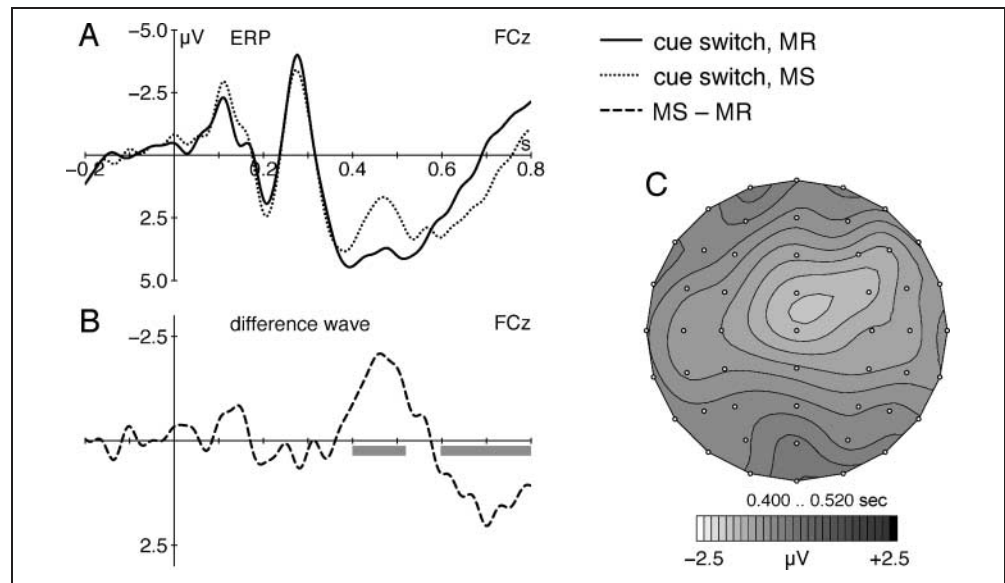 A
−5.0
µV
ERP
FCz
−2.5
s
−0.2
0.2
0.4
0.6
0.8
2.5
5.0
cue switch, MR
cue switch, MS
MS − MR
B
−2.5
difference wave
FCz
2.5
C
0.400 .. 0.520 sec
−2.5
µV
+2.5